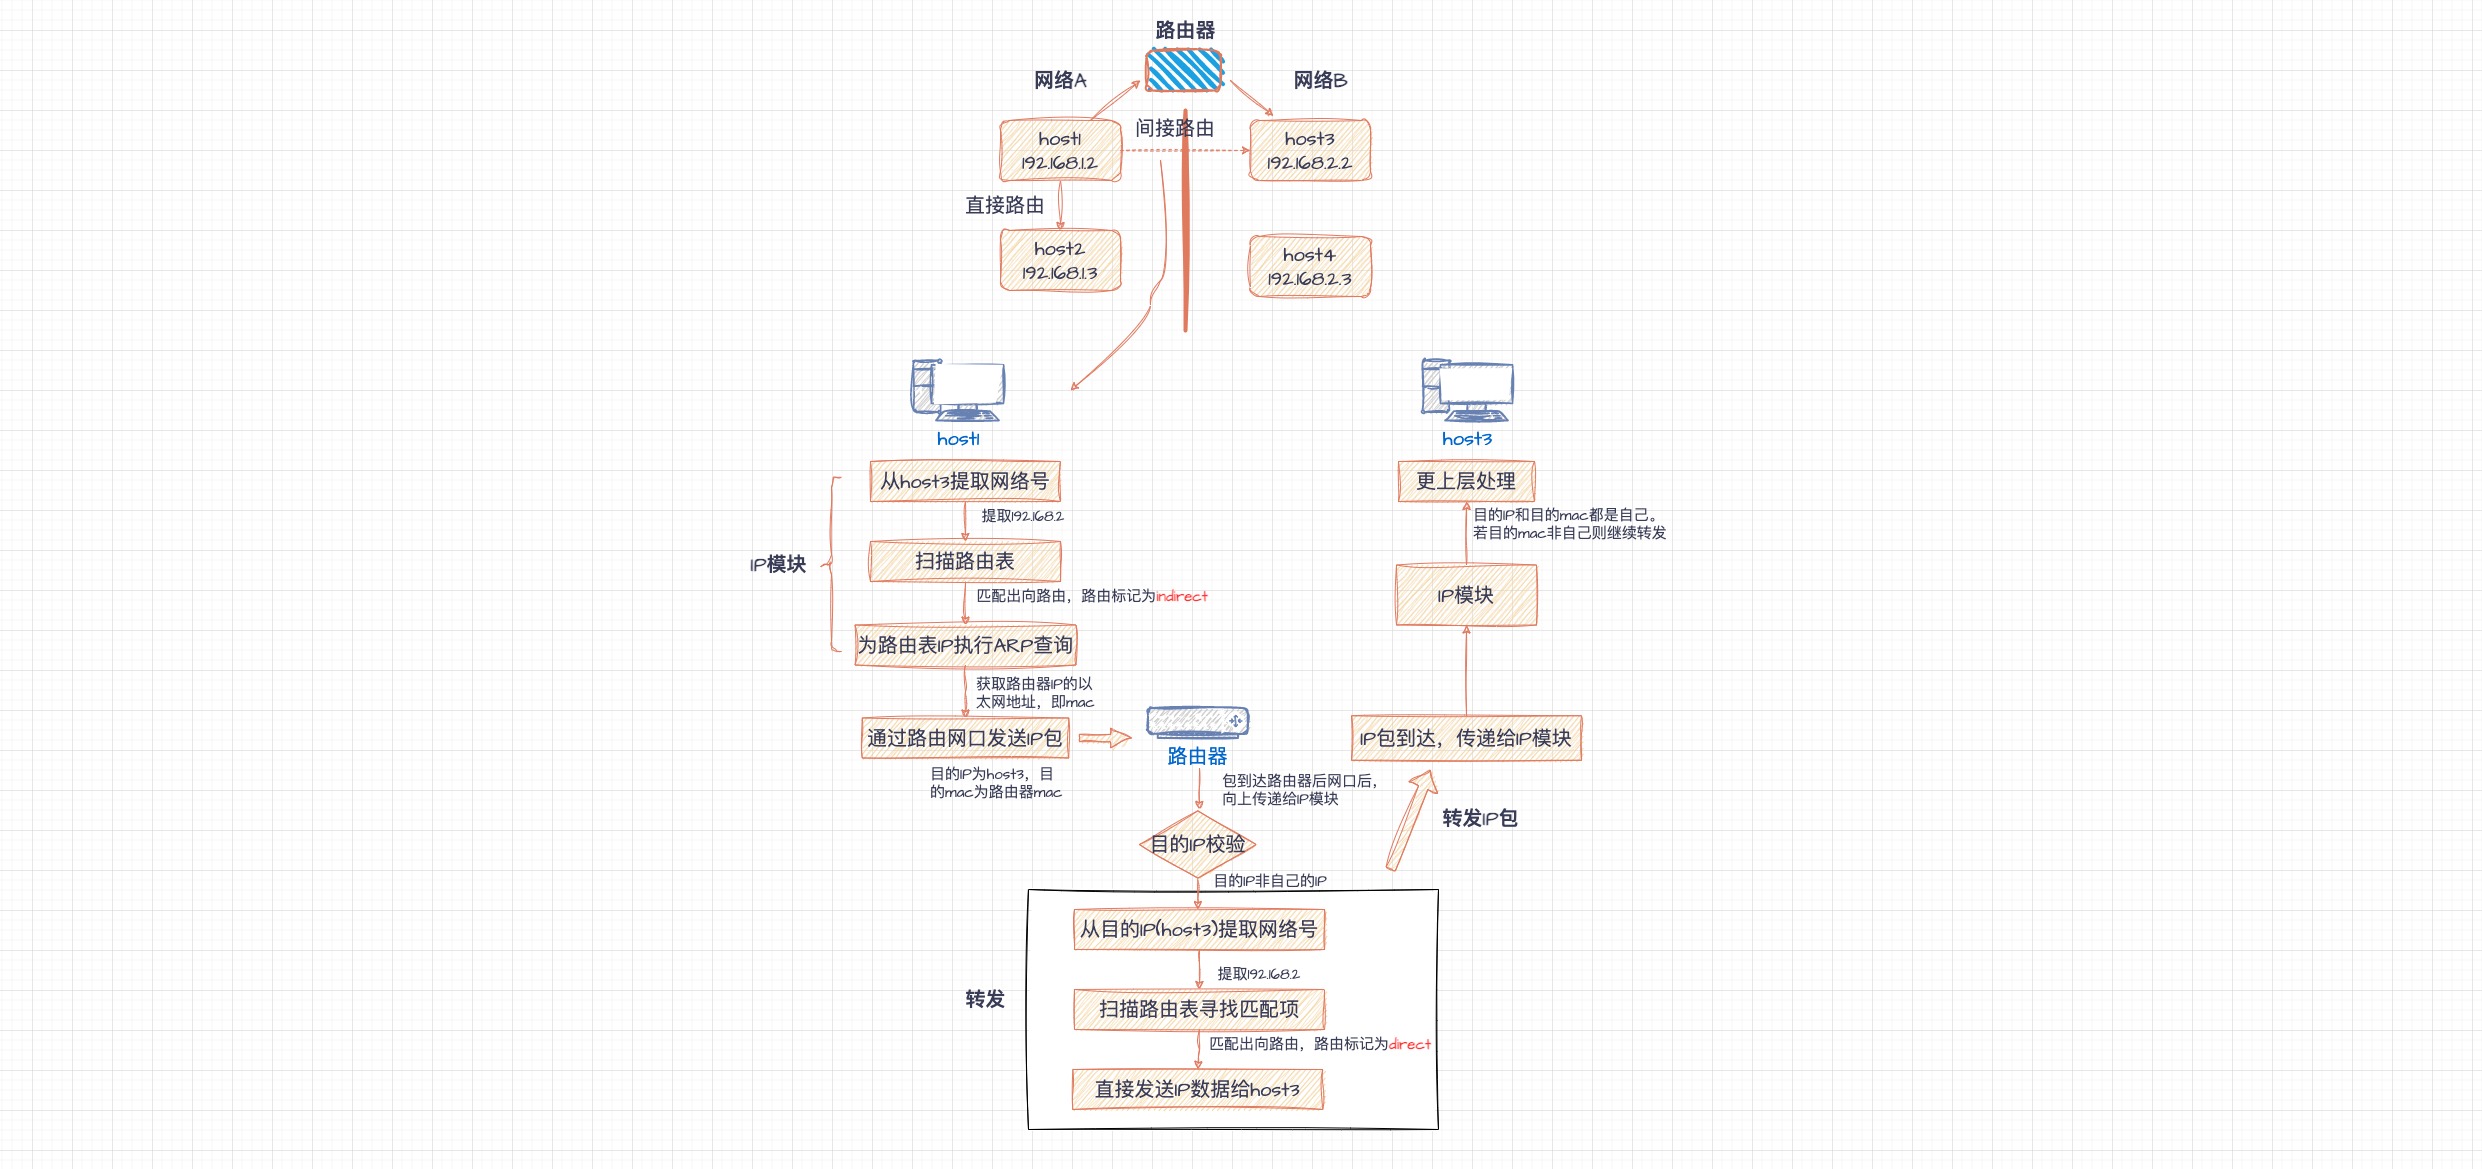 路由器
网络A
网络B
间接路由
host1
192.168.1.2
host3
192.168.2.2
直接路由
host2
192.168.1.3
host4
192.168.2.3
host1
从host3提取网络号
提取192.168.2
扫描路由表
匹配出向路由，路由标记为indirect
IP模块
为路由表IP执行ARP查询
获取路由器IP的以
太网地址，即mac
通过路由网口发送IP包
目的IP为host3，目
的mac为路由器mac
路由器
包到达路由器后网口后，
向上传递给IP模块
目的IP校验
目的IP非自己的IP
转发
从目的IP(host3)提取网络号
提取192.168.2
扫描路由表寻找匹配项
匹配出向路由，路由标记为direct
直接发送IP数据给host3
host3
更上层处理
目的IP和目的mac都是自己。
若目的mac非自己则继续转发
IP模块
IP包到达，传递给IP模块
转发IP包